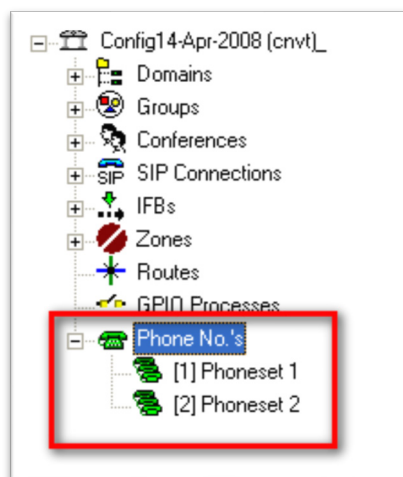 Config14-Apr-2008 (cnvt)_
Domains
Groups
Conferences
SIP SIP Connections
IFBs
Zones
Routes
GPIO Processes
Phone No.'s
[1] Phoneset 1
[2] Phoneset 2